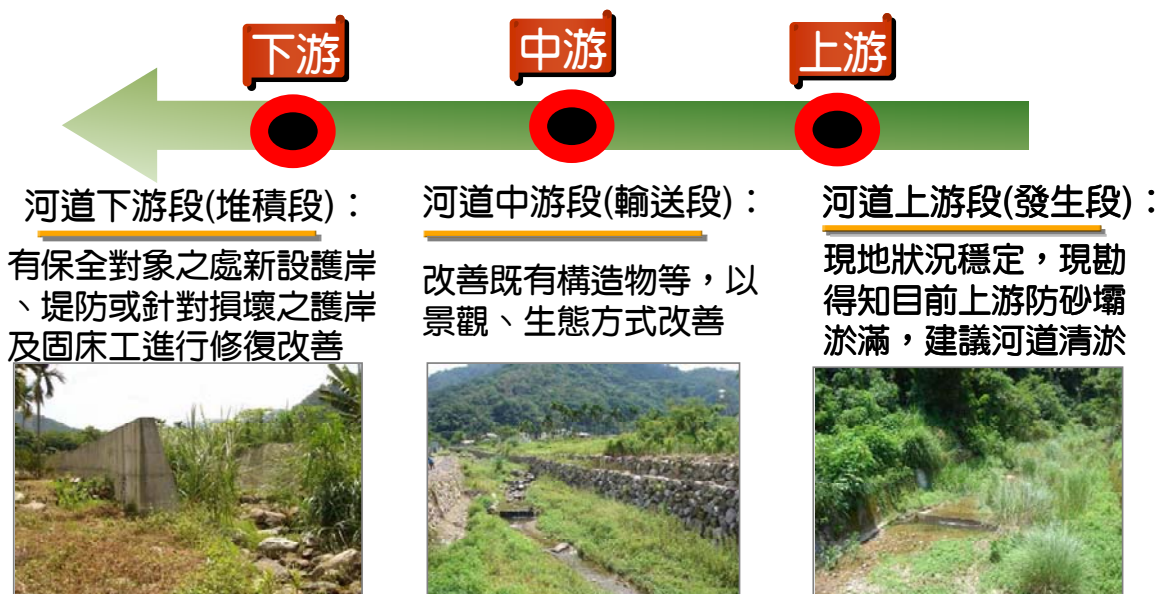 下游
中游
上游
河道下游段(堆積段)：
有保全對象之處新設護岸
、堤防或針對損壞之護岸
及固床工進行修復改善
河道中游段(輸送段)：
改善既有構造物等，以
景觀、生態方式改善
河道上游段(發生段)：
現地狀況穩定，現勘
得知目前上游防砂壩
淤滿，建議河道清淤